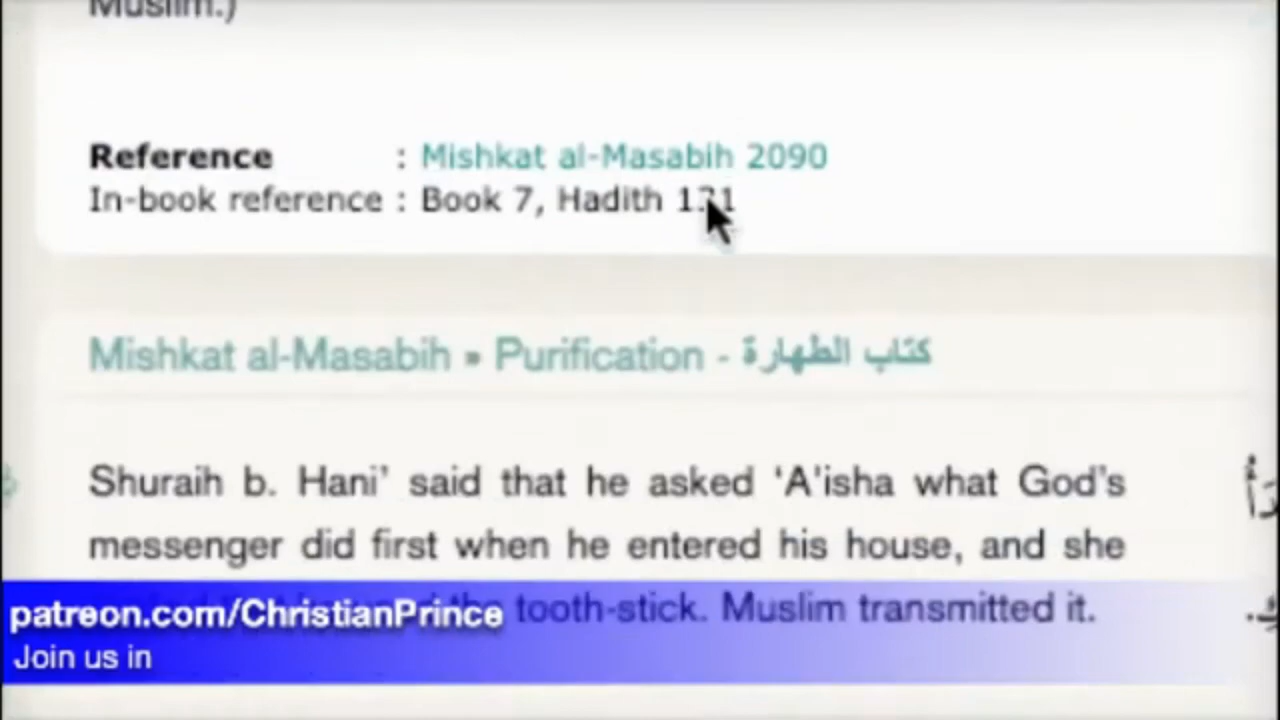 Muslim.)
Reference : Mishkat al-Masabih 2090
In-book reference : Book 7, Hadith
Mishkat al-Masabih » Purification - كتاب الطهارة
Shuraih b. Hani’ said that he asked ‘A'isha what God’s
messenger did first when he entered his house, and she
tooth-stick. Muslim transmitted it.
patreon.com/ChristianPrince
Join us in